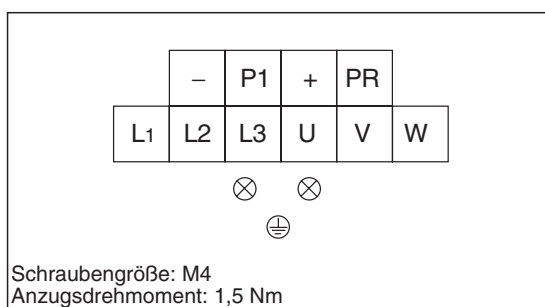 – P1 + PR
L1 L2 L3 U V W
Schraubengröße: M4
Anzugsdrehmoment: 1,5 Nm